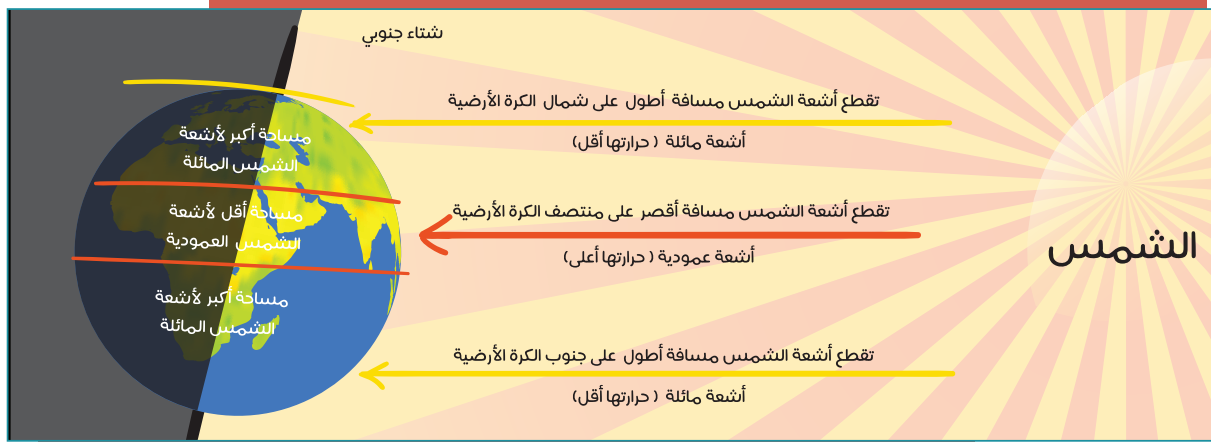 شتاء جنوبي
تقطع أشعة الشمس مسافة أطول على شمال الكرة الأرضية
أشعة مائلة (حرارتها أقل)
مساحة أكبر لأشعة
الشمس المائلة
تقطع أشعة الشمس مسافة أقصر على منتصف الكرة الأرضية
أشعة عمودية (حرارتها أعلى)
مساحة أقل لأشعة
الشمس العمودية
الشمس
مساحة أكبر لأشعة
الشمس المائلة
تقطع أشعة الشمس مسافة أطول على جنوب الكرة الأرضية
أشعة مائلة (حرارتها أقل)